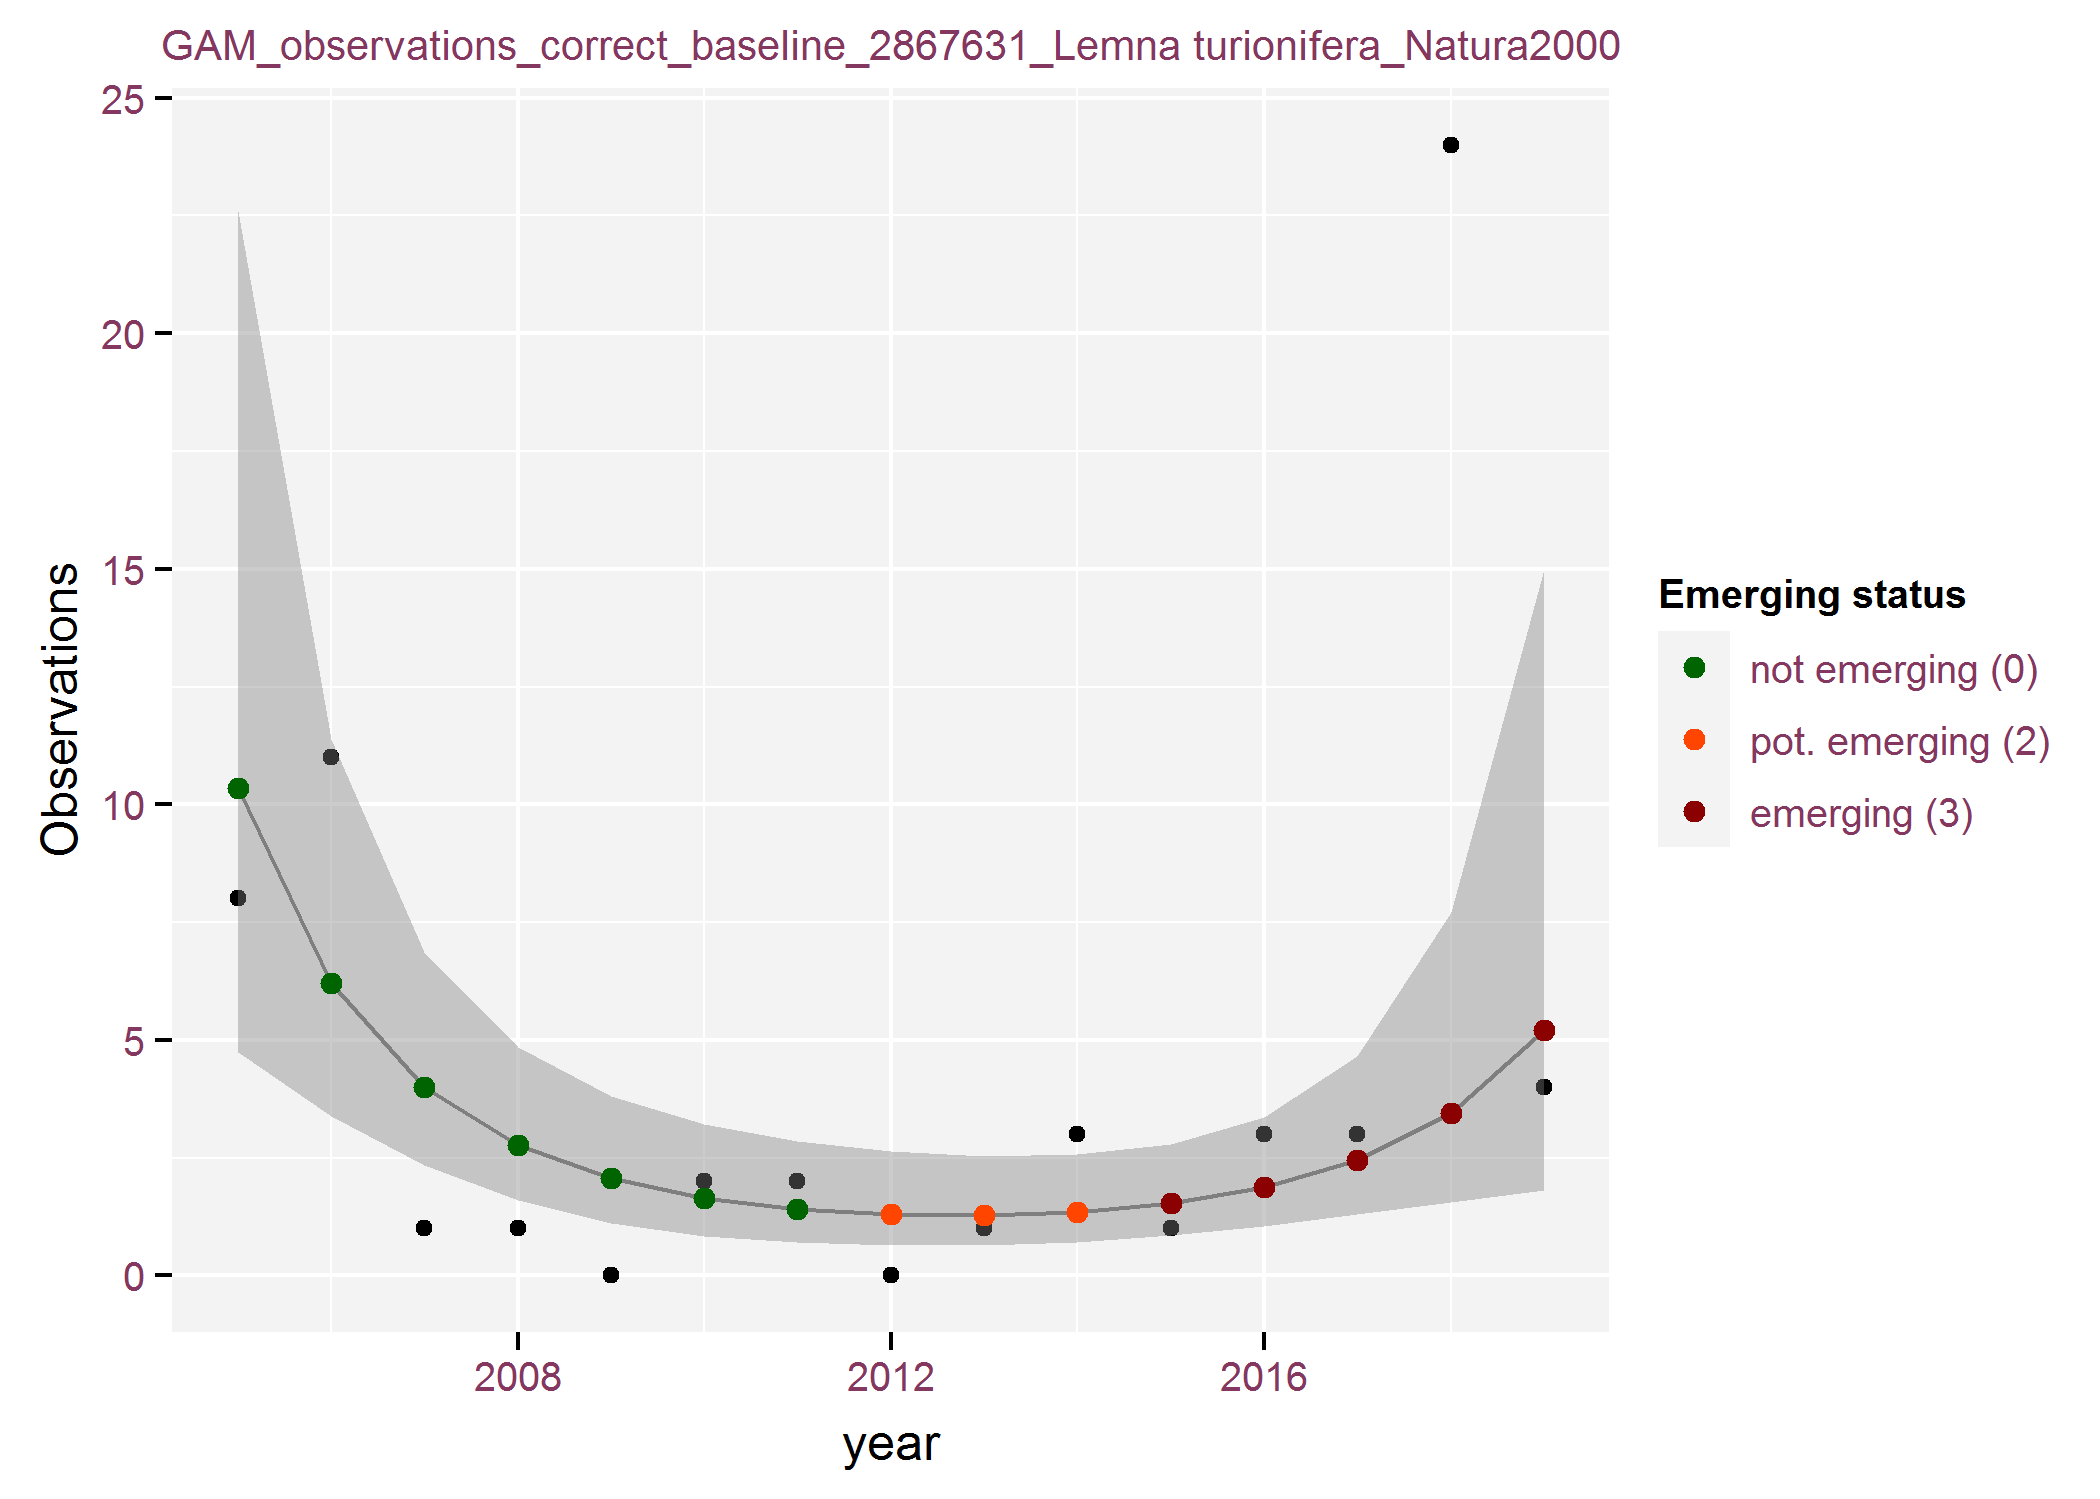 GAM_observations_correct_baseline_2867631_Lemna turionifera_Natura2000
25
20
15
10
5
0
Observations
2008
2012
2016
year
Emerging status
not emerging (0)
pot. emerging (2)
emerging (3)